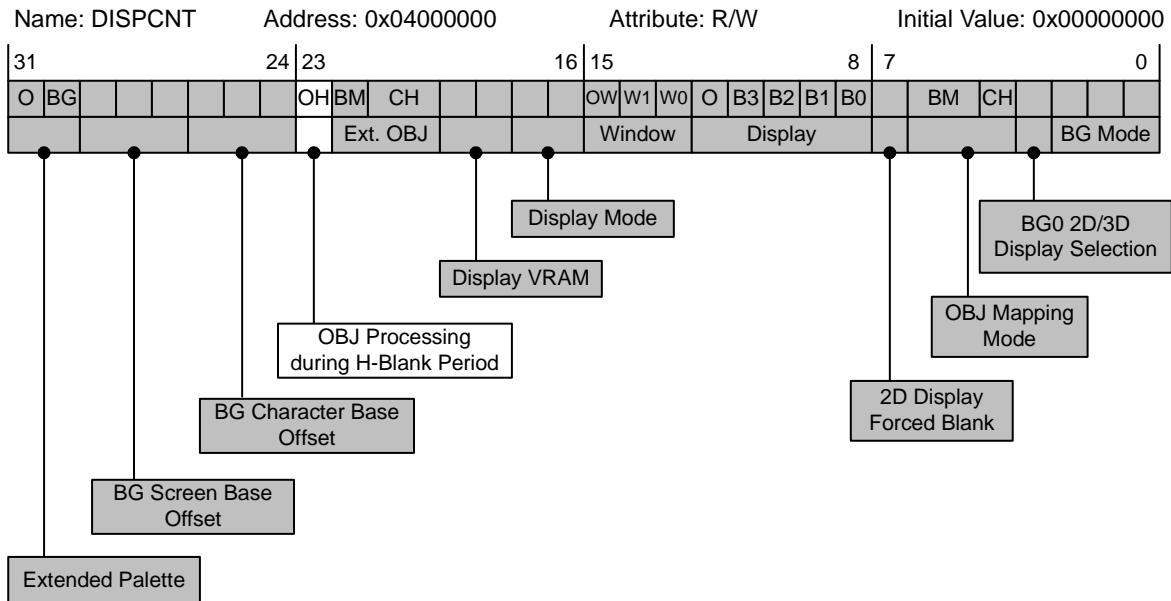 Name: DISPCNT Address: 0x04000000 Attribute: R/W Initial Value: 0x00000000
31 24 23 16 15 8 7 0
O BG OH BM CH OW W1 W0 O B3 B2 B1 B0 BM CH
Ext. OBJ Window Display BG Mode
Display Mode
BG0 2D/3D
Display Selection
Display VRAM
OBJ Mapping
Mode
OBJ Processing
during H-Blank Period
2D Display
Forced Blank
BG Character Base
Offset
BG Screen Base
Offset
Extended Palette